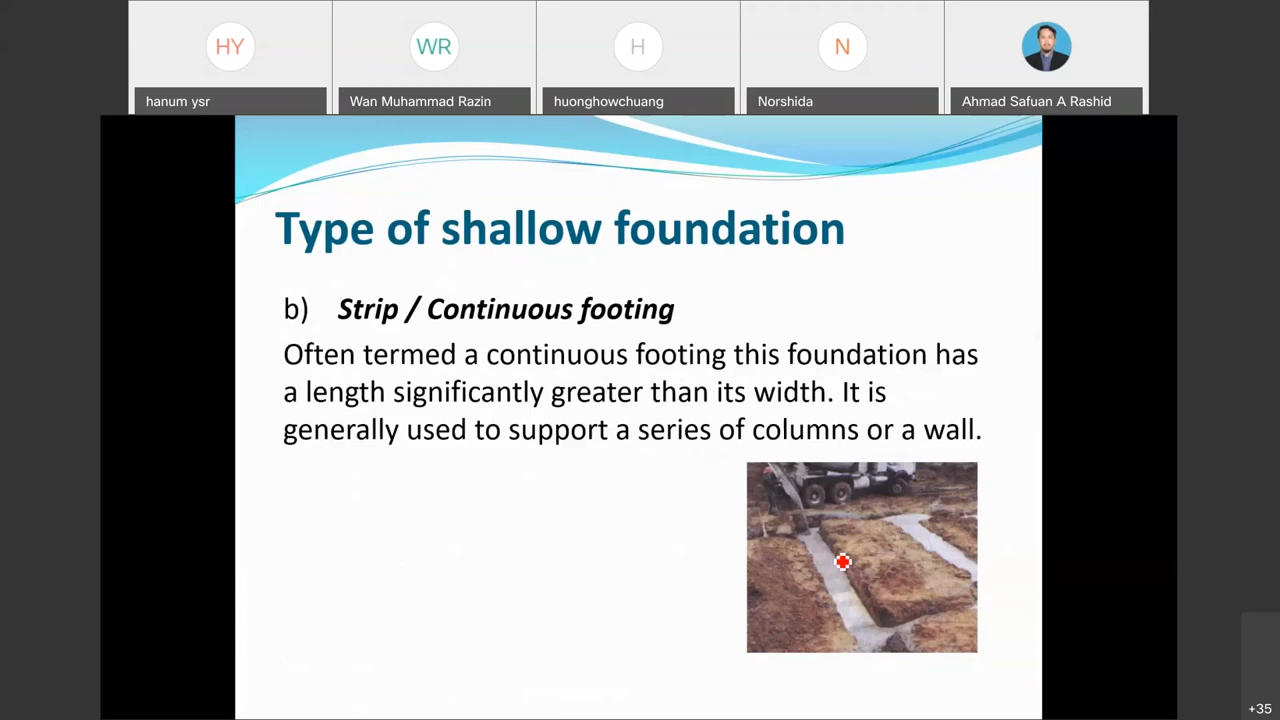 HY
WR
H
N
hanum ysr
Wan Muhammad Razin
huonghowchuang
Norshida
Ahmad Safuan A Rashid
Type of shallow foundation
b) Strip / Continuous footing
Often termed a continuous footing this foundation has
a length significantly greater than its width. It is
generally used to support a series of columns or a wall.
+35